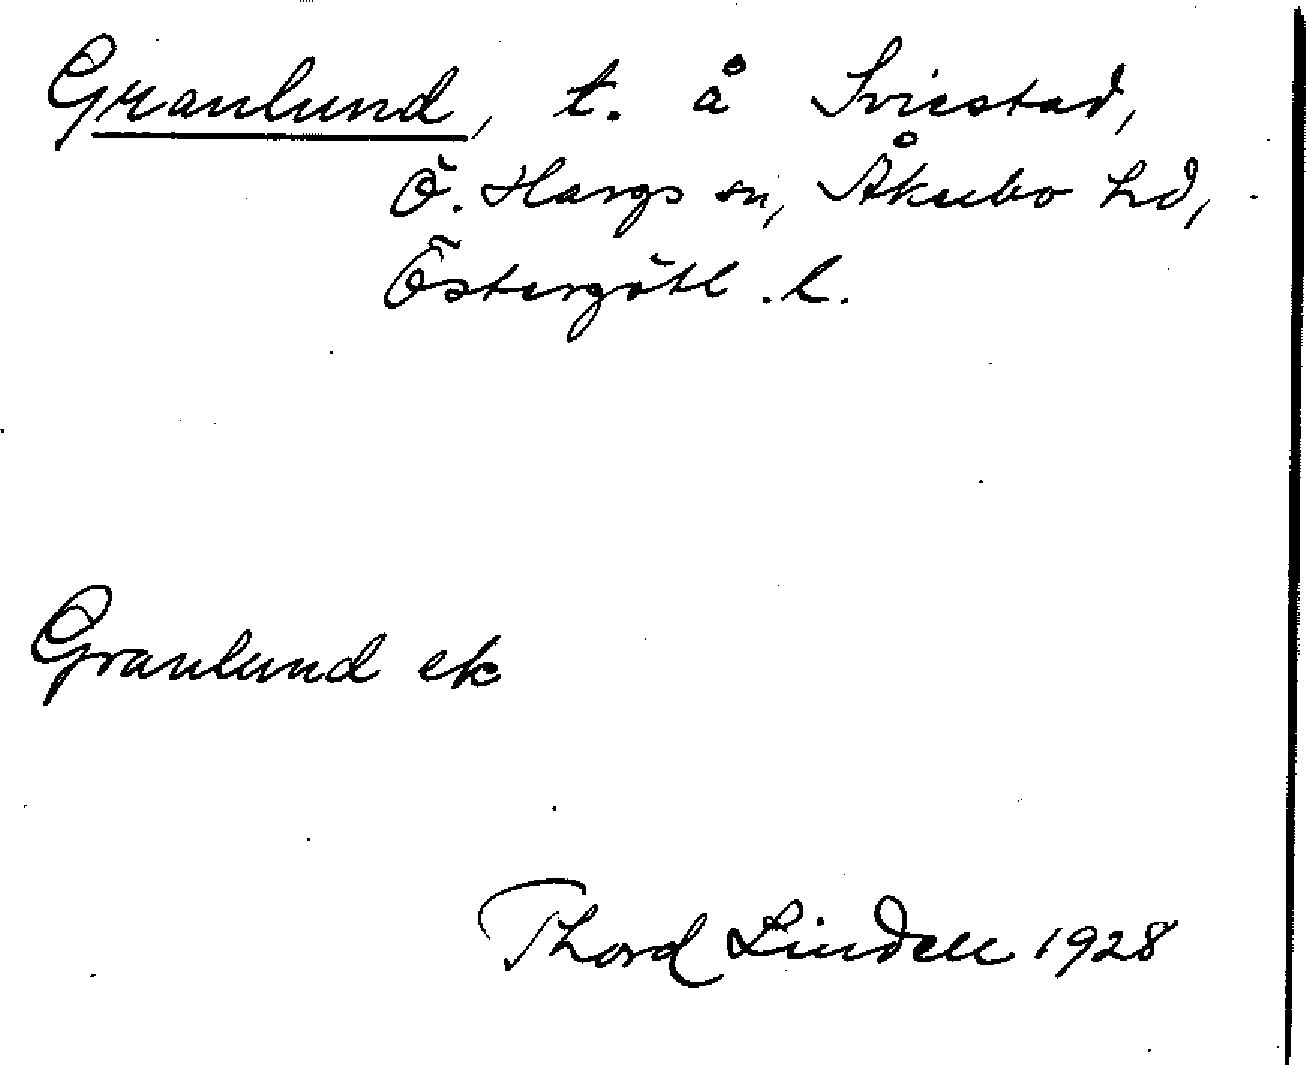 Granlund, t. å Sviestad,
Ö. Hargs sn, Åkerbo hd,
Östergötl. l.
Granlund ek
Thord Lindell 1928